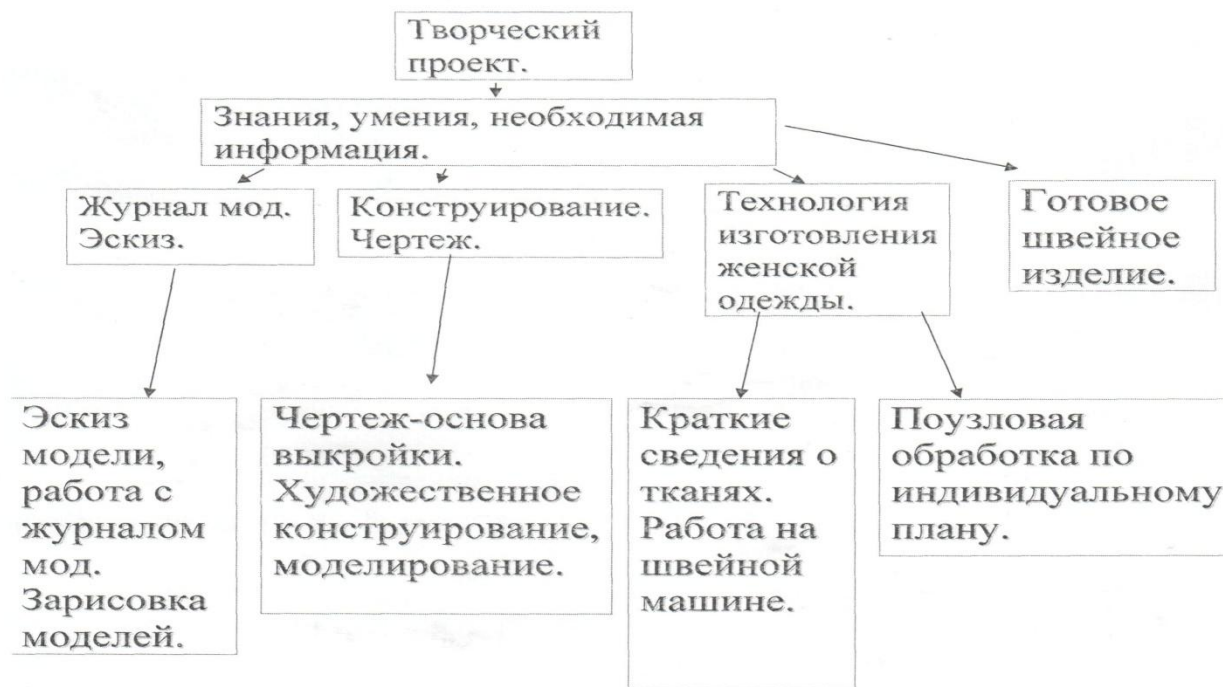 Творческий
проект.
Знания, умения, необходимая
информация.
Журнал мод.
Эскиз.
Конструирование.
Чертеж.
Технология
изготовления
женской
одежды.
Готовое
швейное
изделие.
Эскиз
модели,
работа с
журналом
мод.
Зарисовка
моделей.
Чертеж-основа
выкройки.
Художественное
конструирование,
моделирование.
Краткие
сведения о
тканях.
Работа на
швейной
машине.
Поузловая
обработка по
индивидуальному
плану.